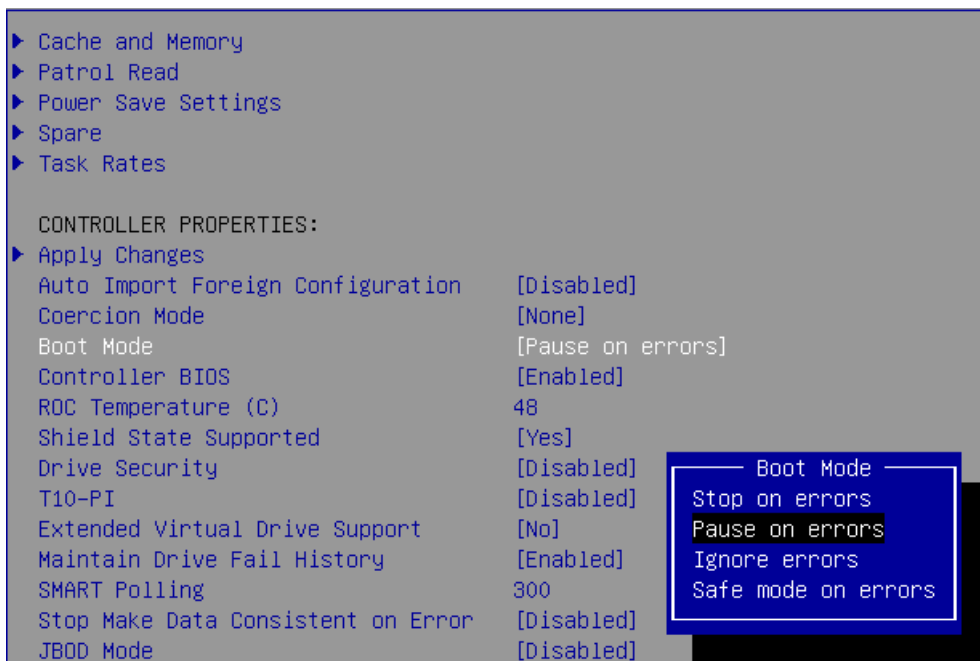 Cache and Memory
Patrol Read
Power Save Settings
Spare
Task Rates
CONTROLLER PROPERTIES:
Apply Changes
Auto Import Foreign Configuration [Disabled]
Coercion Mode [None]
Boot Mode [Pause on errors]
Controller BIOS [Enabled]
ROC Temperature (C) 48
Shield State Supported [Yes]
Drive Security [Disabled]
T10-PI [Disabled]
Extended Virtual Drive Support [No]
Maintain Drive Fail History [Enabled]
SMART Polling 300
Stop Make Data Consistent on Error [Disabled]
JBOD Mode [Disabled]
Boot Mode
Stop on errors
Pause on errors
Ignore errors
Safe mode on errors